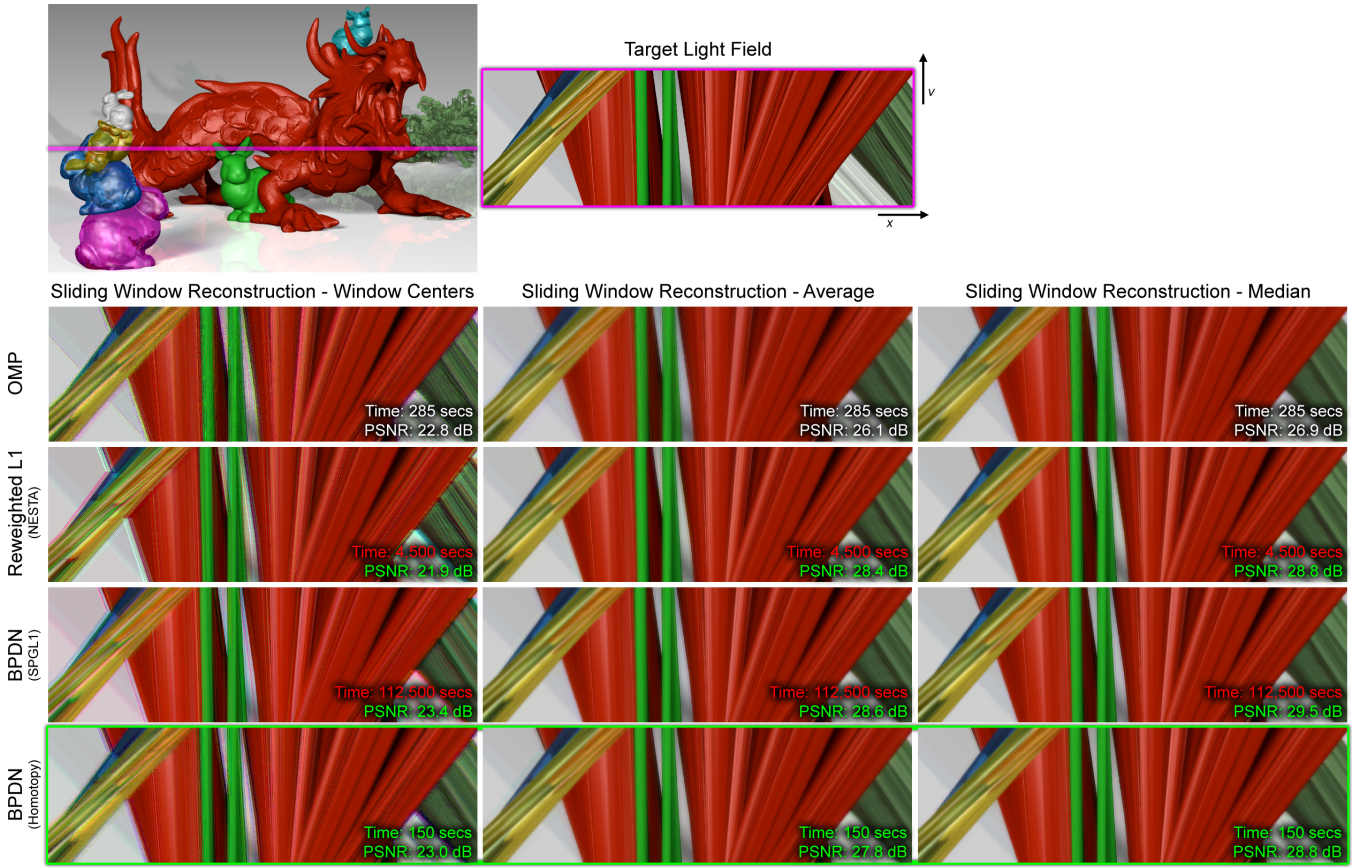 Target Light Field
v
x
Sliding Window Reconstruction - Window Centers
Sliding Window Reconstruction - Average
Sliding Window Reconstruction - Median
OMP
Time: 285 secs
PSNR: 22.8 dB
Time: 285 secs
PSNR: 26.1 dB
Time: 285 secs
PSNR: 26.9 dB
Reweighted L1
(NESTA)
Time: 4,500 secs
PSNR: 21.9 dB
Time: 4,500 secs
PSNR: 28.4 dB
Time: 4,500 secs
PSNR: 28.8 dB
BPDN
(SPGL1)
Time: 112,500 secs
PSNR: 23.4 dB
Time: 112,500 secs
PSNR: 28.6 dB
Time: 112,500 secs
PSNR: 29.5 dB
BPDN
(Homotopy)
Time: 150 secs
PSNR: 23.0 dB
Time: 150 secs
PSNR: 27.8 dB
Time: 150 secs
PSNR: 28.8 dB